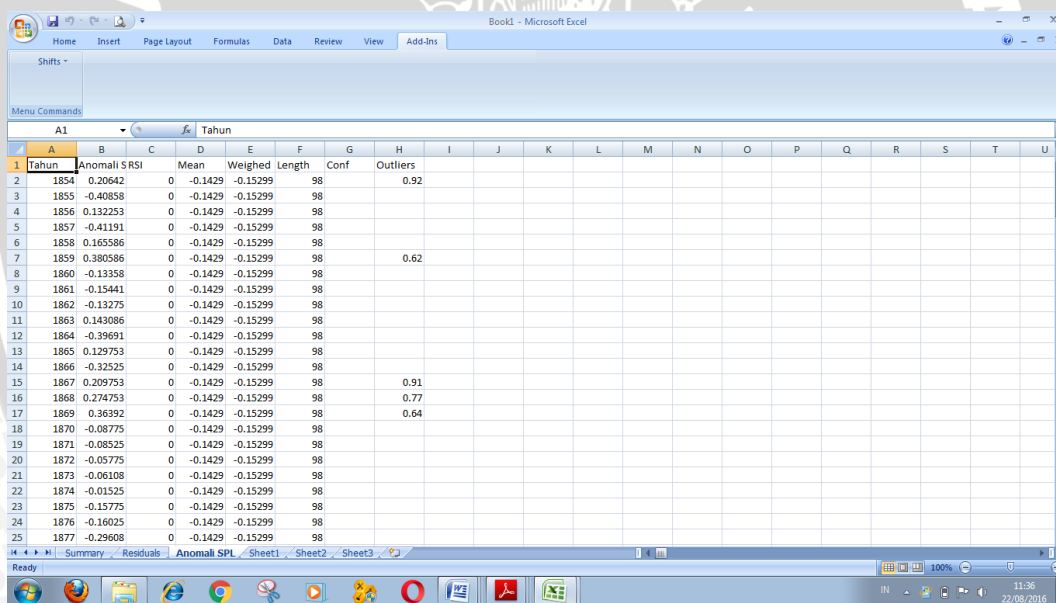 Book1 - Microsoft Excel
Home Insert Page Layout Formulas Data Review View Add-Ins
Shifts
Menu Commands
A1 fx Tahun
A B C D E F G H I J K L M N O P Q R S T U
1 Tahun Anomali S RSI Mean Weighed Length Conf Outliers
2 1854 0.20642 0 -0.1429 -0.15299 98 0.92
3 1855 -0.40858 0 -0.1429 -0.15299 98
4 1856 0.132253 0 -0.1429 -0.15299 98
5 1857 -0.41191 0 -0.1429 -0.15299 98
6 1858 0.165586 0 -0.1429 -0.15299 98
7 1859 0.380586 0 -0.1429 -0.15299 98 0.62
8 1860 -0.13358 0 -0.1429 -0.15299 98
9 1861 -0.15441 0 -0.1429 -0.15299 98
10 1862 -0.13275 0 -0.1429 -0.15299 98
11 1863 0.143086 0 -0.1429 -0.15299 98
12 1864 -0.39691 0 -0.1429 -0.15299 98
13 1865 0.129753 0 -0.1429 -0.15299 98
14 1866 -0.32525 0 -0.1429 -0.15299 98
15 1867 0.209753 0 -0.1429 -0.15299 98 0.91
16 1868 0.274753 0 -0.1429 -0.15299 98 0.77
17 1869 0.36392 0 -0.1429 -0.15299 98 0.64
18 1870 -0.08775 0 -0.1429 -0.15299 98
19 1871 -0.08525 0 -0.1429 -0.15299 98
20 1872 -0.05775 0 -0.1429 -0.15299 98
21 1873 -0.06108 0 -0.1429 -0.15299 98
22 1874 -0.01525 0 -0.1429 -0.15299 98
23 1875 -0.15775 0 -0.1429 -0.15299 98
24 1876 -0.16025 0 -0.1429 -0.15299 98
25 1877 -0.29608 0 -0.1429 -0.15299 98
Summary Residuals Anomali SPL Sheet1 Sheet2 Sheet3
Ready 100%
IN 11:36
22/08/2016